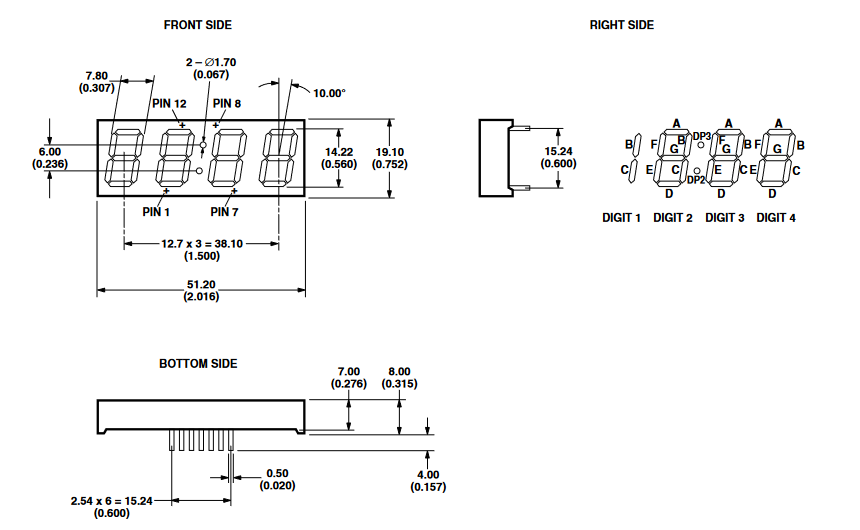 FRONT SIDE
RIGHT SIDE
2 – ∅1.70
(0.067)
7.80
(0.307)
10.00°
PIN 12
PIN 8
6.00
(0.236)
14.22
(0.560)
19.10
(0.752)
PIN 1
PIN 7
12.7 x 3 = 38.10
(1.500)
51.20
(2.016)
15.24
(0.600)
A A A
B F B DP3 F B F B
G G G
C E C E C E C
DP2
D D D
DIGIT 1 DIGIT 2 DIGIT 3 DIGIT 4
BOTTOM SIDE
7.00
(0.276)
8.00
(0.315)
0.50
(0.020)
4.00
(0.157)
2.54 x 6 = 15.24
(0.600)